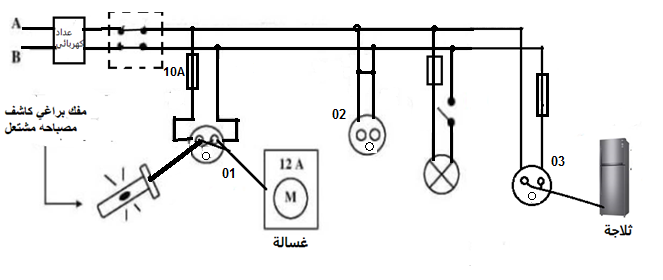 A
B
عداد
كهربائي
10A
مفك براغي كاشف
مصباحه مشتعل
01
02
03
12 A
M
غسالة
ثلاجة